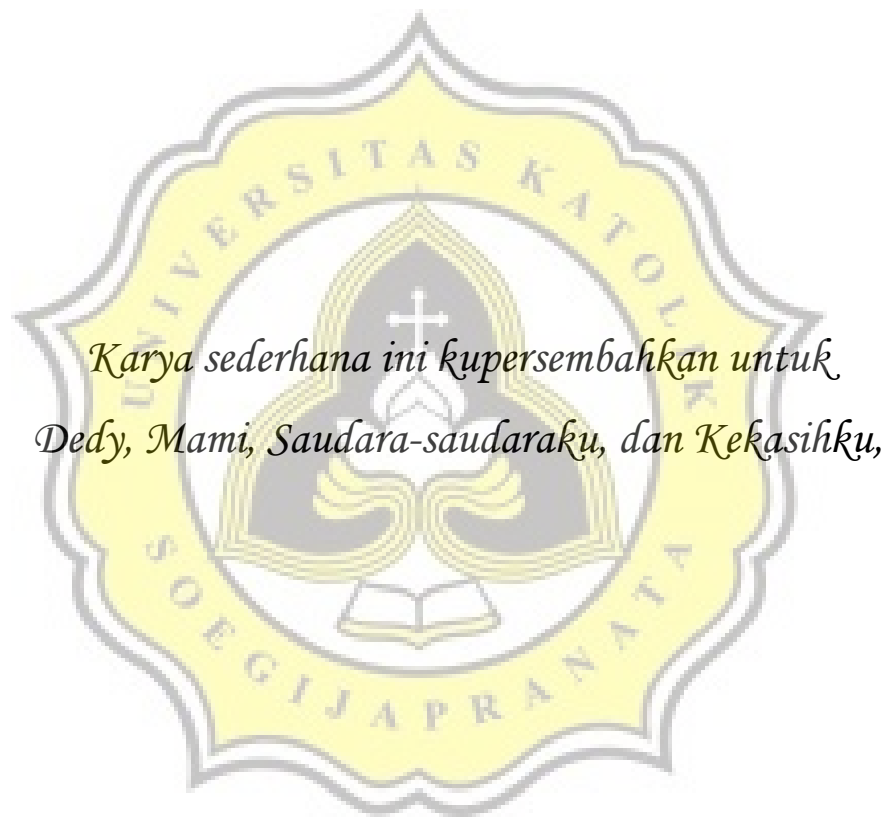 UNIVERSITAS KATOLIK
Karya sederhana ini kupersembahkan untuk
Dedy, Mami, Saudara-saudaraku, dan Kekasihku,
SOEGIJAPRANATA